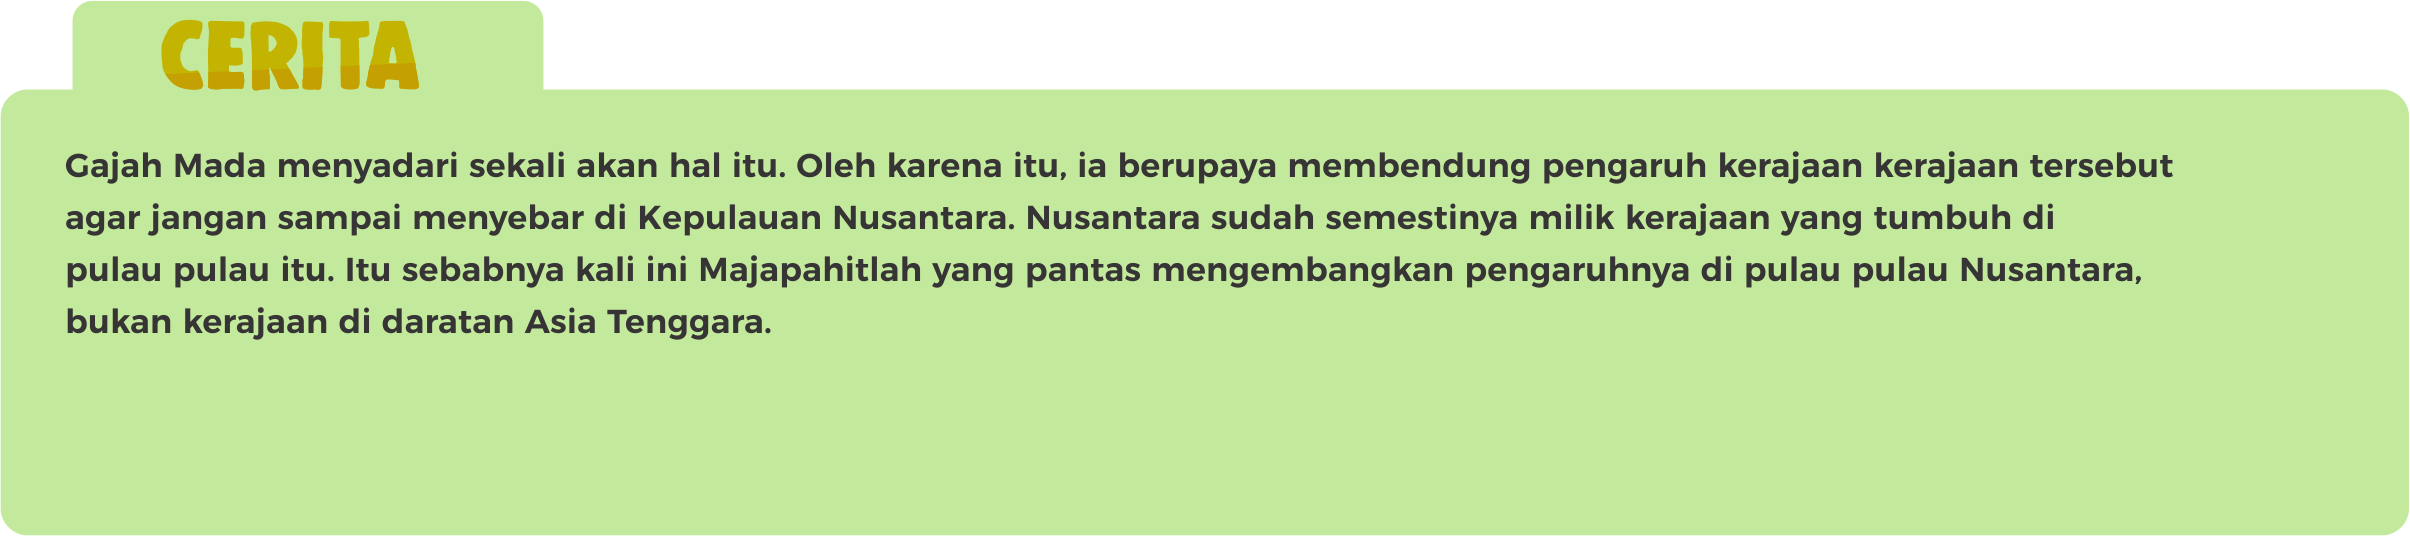 CERITA
Gajah Mada menyadari sekali akan hal itu. Oleh karena itu, ia berupaya membendung pengaruh kerajaan kerajaan tersebut
agar jangan sampai menyebar di Kepulauan Nusantara. Nusantara sudah semestinya milik kerajaan yang tumbuh di
pulau pulau itu. Itu sebabnya kali ini Majapahitlah yang pantas mengembangkan pengaruhnya di pulau pulau Nusantara,
bukan kerajaan di daratan Asia Tenggara.